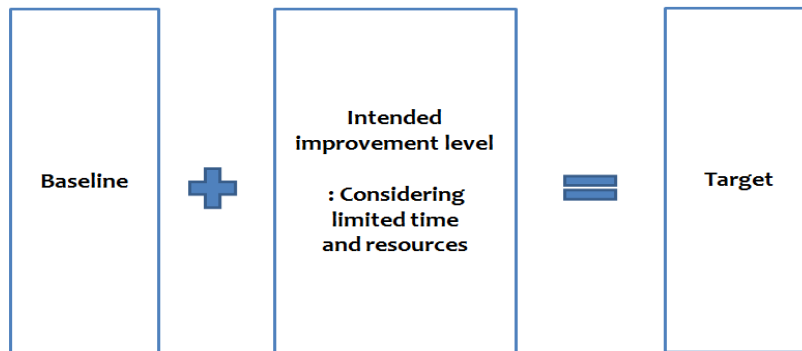 Baseline
Intended
improvement level
: Considering
limited time
and resources
Target